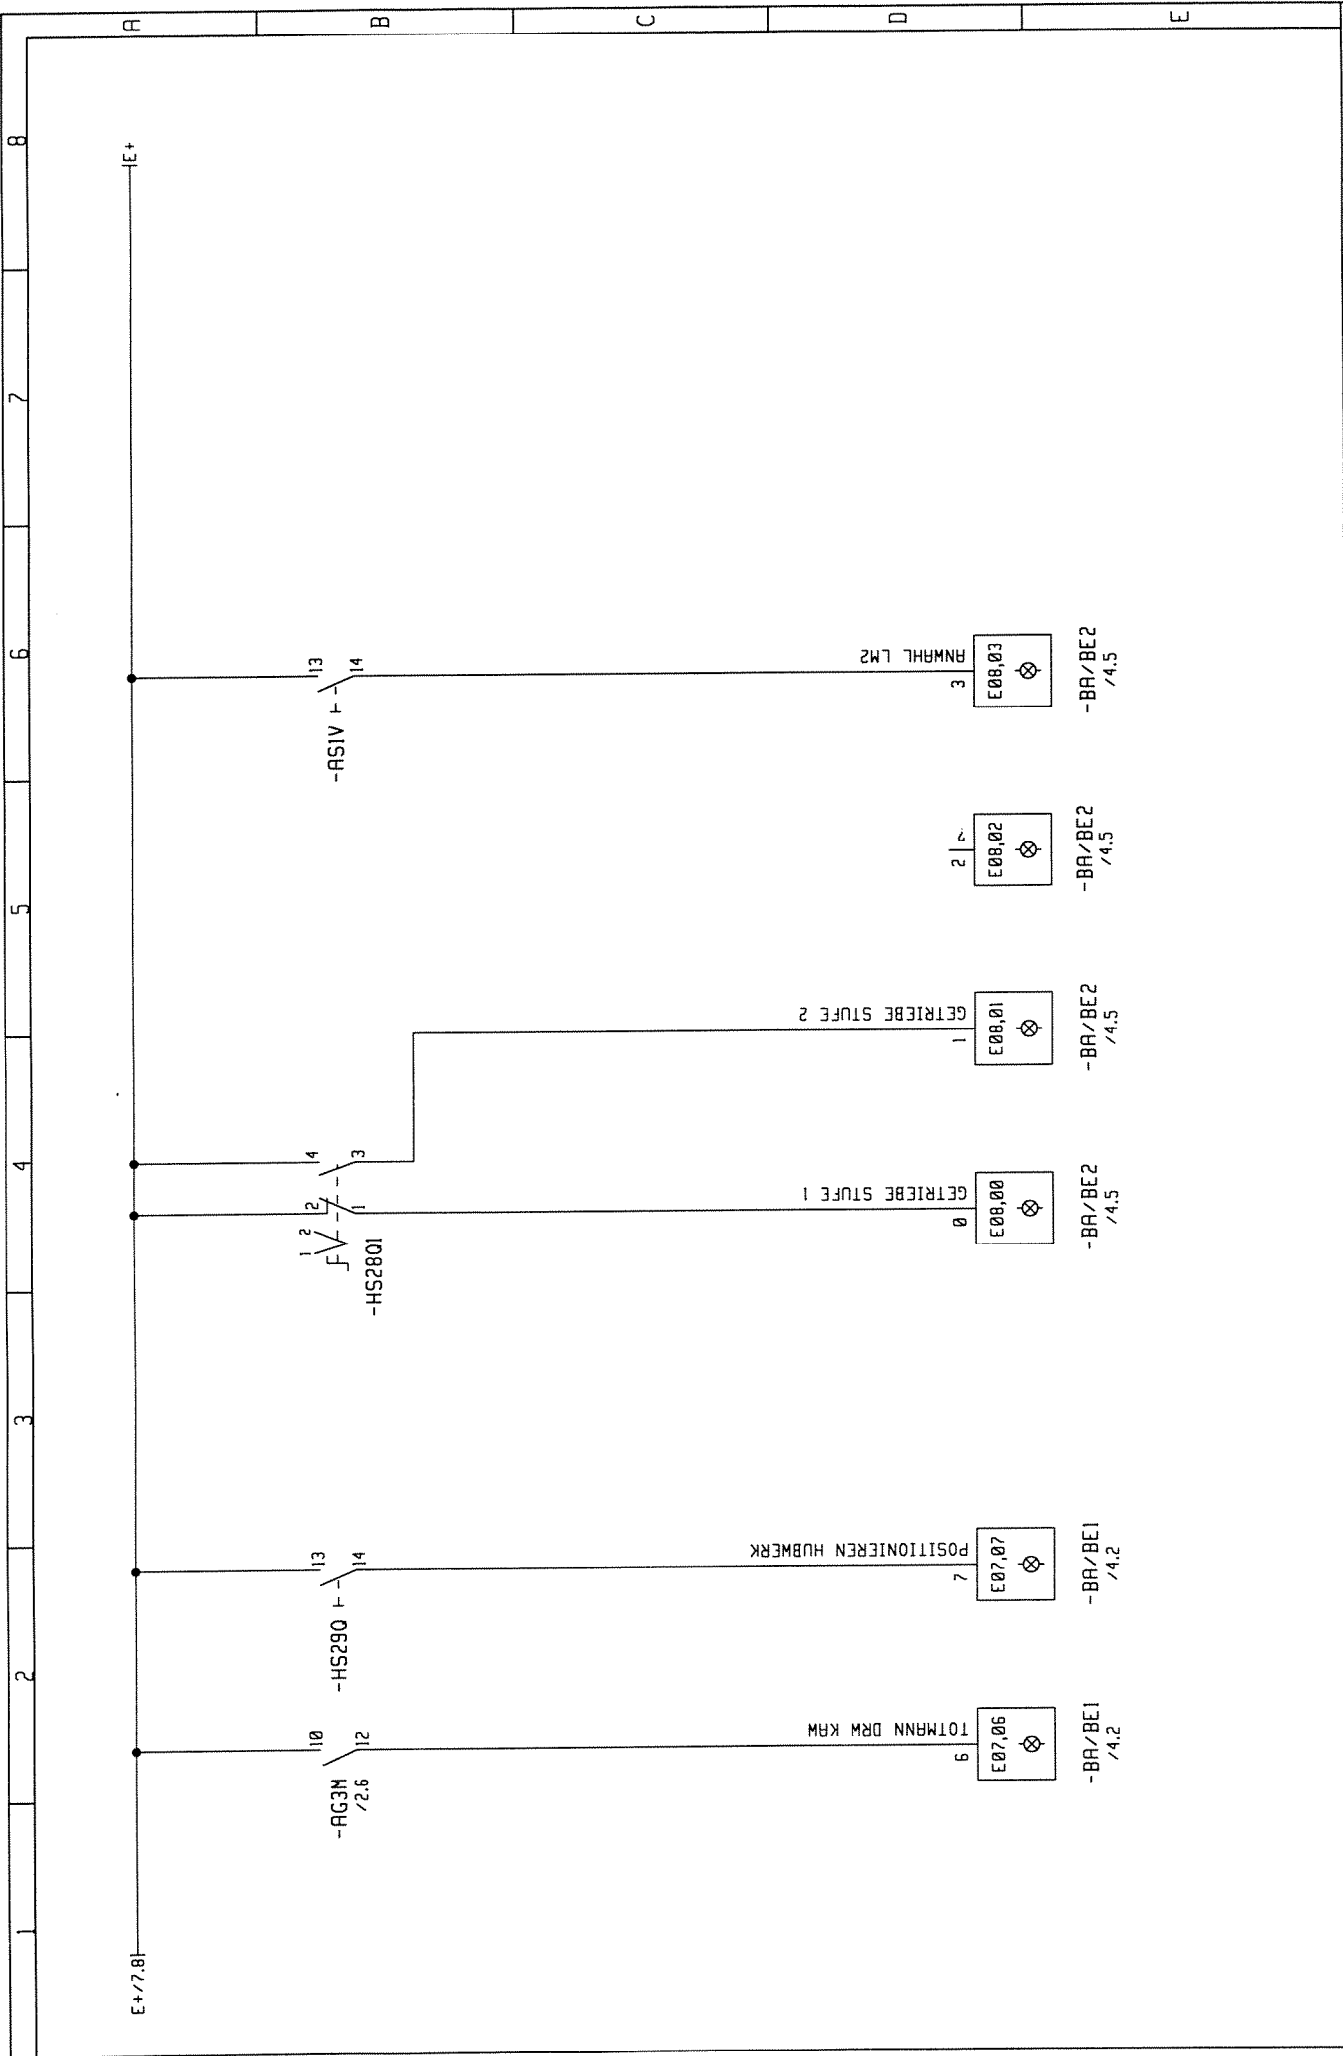 1 2 3 4 5 6 7 8
A
B
C
D
E
E+/7.8
E+
-AG3M
/2.6
10
12
TOTMANN DRW KAW
6
E07,06
-BA/BE1
/4.2
-HS29Q
13
14
POSITIONIEREN HUBWERK
7
E07,07
-BA/BE1
/4.2
-HS28Q1
1 2
2
1
4
3
GETRIEBE STUFE 1
0
E08,00
-BA/BE2
/4.5
GETRIEBE STUFE 2
1
E08,01
-BA/BE2
/4.5
2
E08,02
-BA/BE2
/4.5
-AS1V
13
14
ANWAHL LM2
3
E08,03
-BA/BE2
/4.5